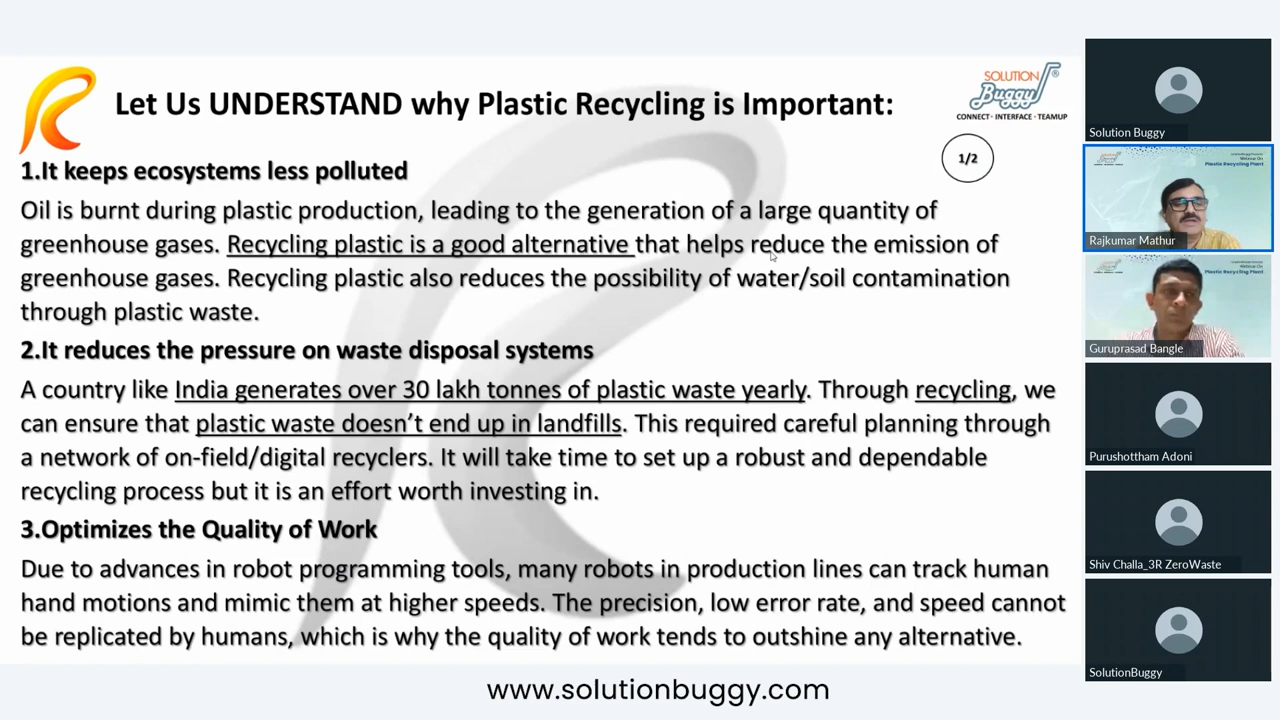 Let Us UNDERSTAND why Plastic Recycling is Important:
SOLUTION
Buggy
®
CONNECT · INTERFACE · TEAMUP
1/2
1.It keeps ecosystems less polluted
Oil is burnt during plastic production, leading to the generation of a large quantity of
greenhouse gases. Recycling plastic is a good alternative that helps reduce the emission of
greenhouse gases. Recycling plastic also reduces the possibility of water/soil contamination
through plastic waste.
2.It reduces the pressure on waste disposal systems
A country like India generates over 30 lakh tonnes of plastic waste yearly. Through recycling, we
can ensure that plastic waste doesn’t end up in landfills. This required careful planning through
a network of on-field/digital recyclers. It will take time to set up a robust and dependable
recycling process but it is an effort worth investing in.
3.Optimizes the Quality of Work
Due to advances in robot programming tools, many robots in production lines can track human
hand motions and mimic them at higher speeds. The precision, low error rate, and speed cannot
be replicated by humans, which is why the quality of work tends to outshine any alternative.
www.solutionbuggy.com
Solution Buggy
Webinar On
Plastic Recycling Plant
Rajkumar Mathur
Webinar On
Plastic Recycling Plant
Guruprasad Bangle
Purushottham Adoni
Shiv Challa_3R ZeroWaste
SolutionBuggy